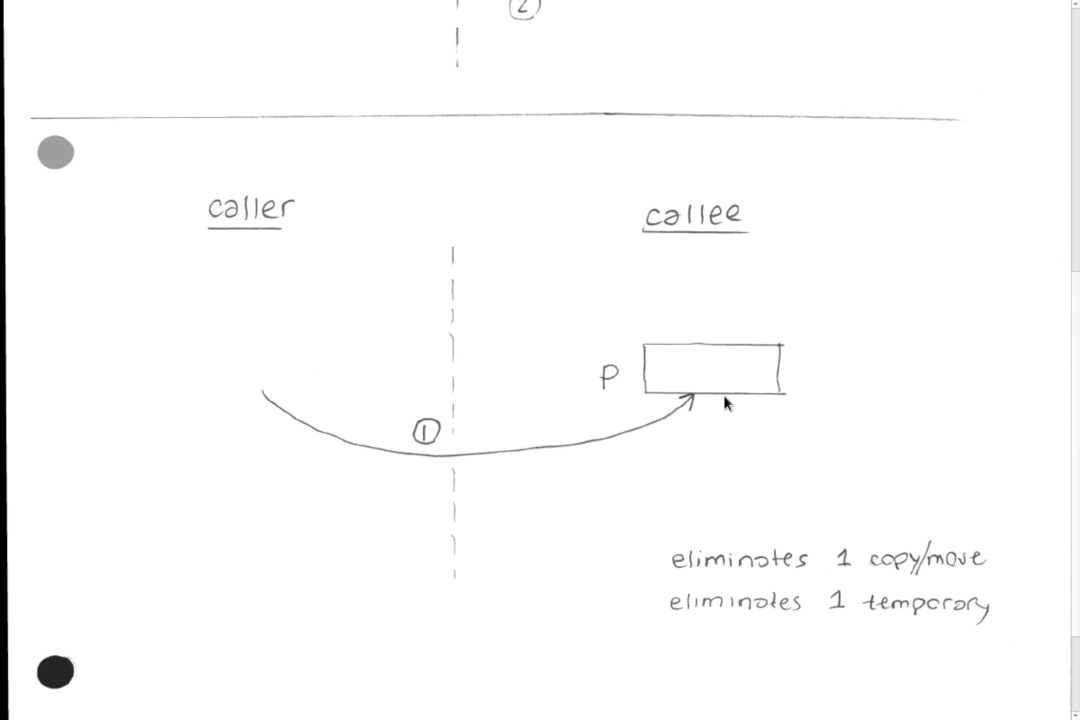 ②
caller
callee
P
①
eliminates 1 copy/move
eliminates 1 temporary